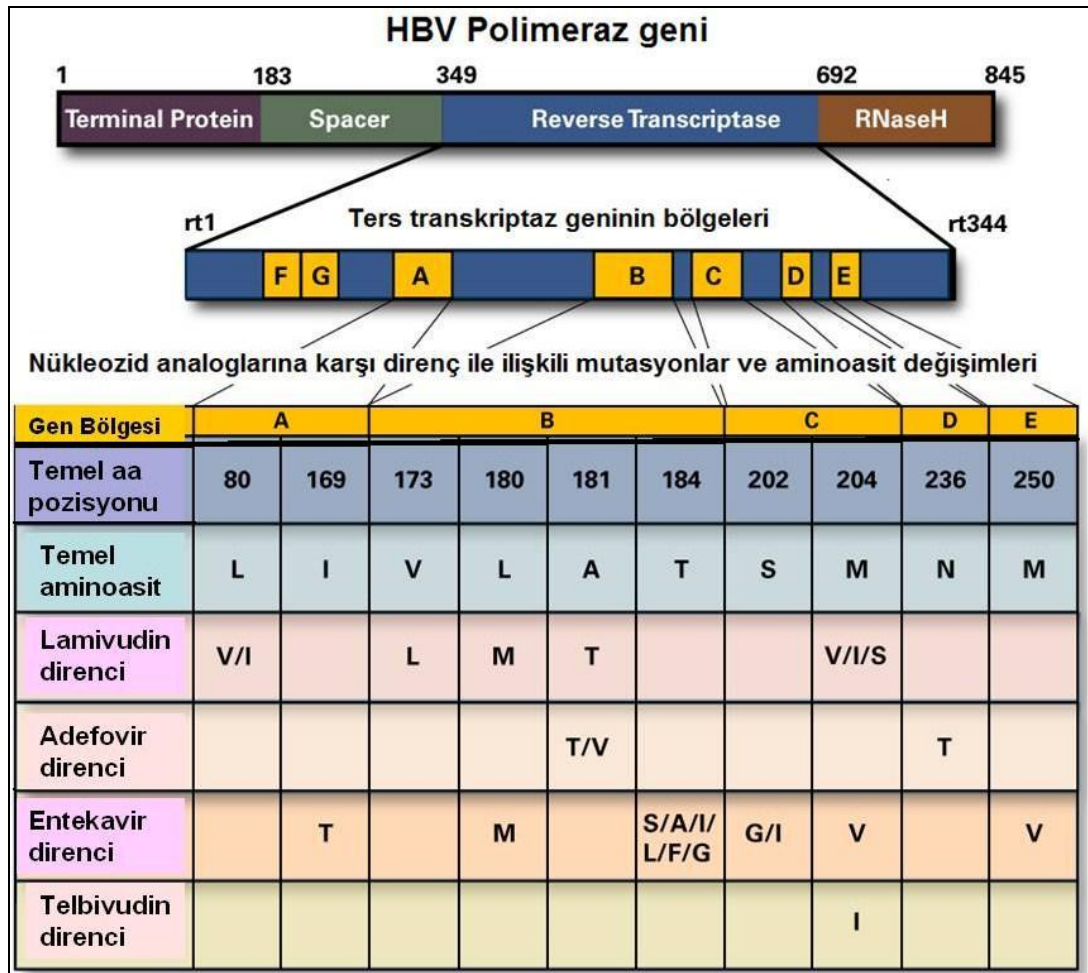 HBV Polimeraz geni
1 183 349 692 845
Terminal Protein Spacer Reverse Transcriptase RNaseH
rt1 Ters transkriptaz geninin bölgeleri rt344
F G A B C D E
Nükleozid analoglarına karşı direnç ile ilişkili mutasyonlar ve aminoasit değişimleri
Gen Bölgesi A B C D E
Temel aa
pozisyonu
80 169 173 180 181 184 202 204 236 250
Temel
aminoasit
L I V L A T S M N M
Lamivudin
direnci
V/I L M T V/I/S
Adefovir
direnci
T/V T
Entekavir
direnci
T M S/A/I/
L/F/G
G/I V V
Telbivudin
direnci
I